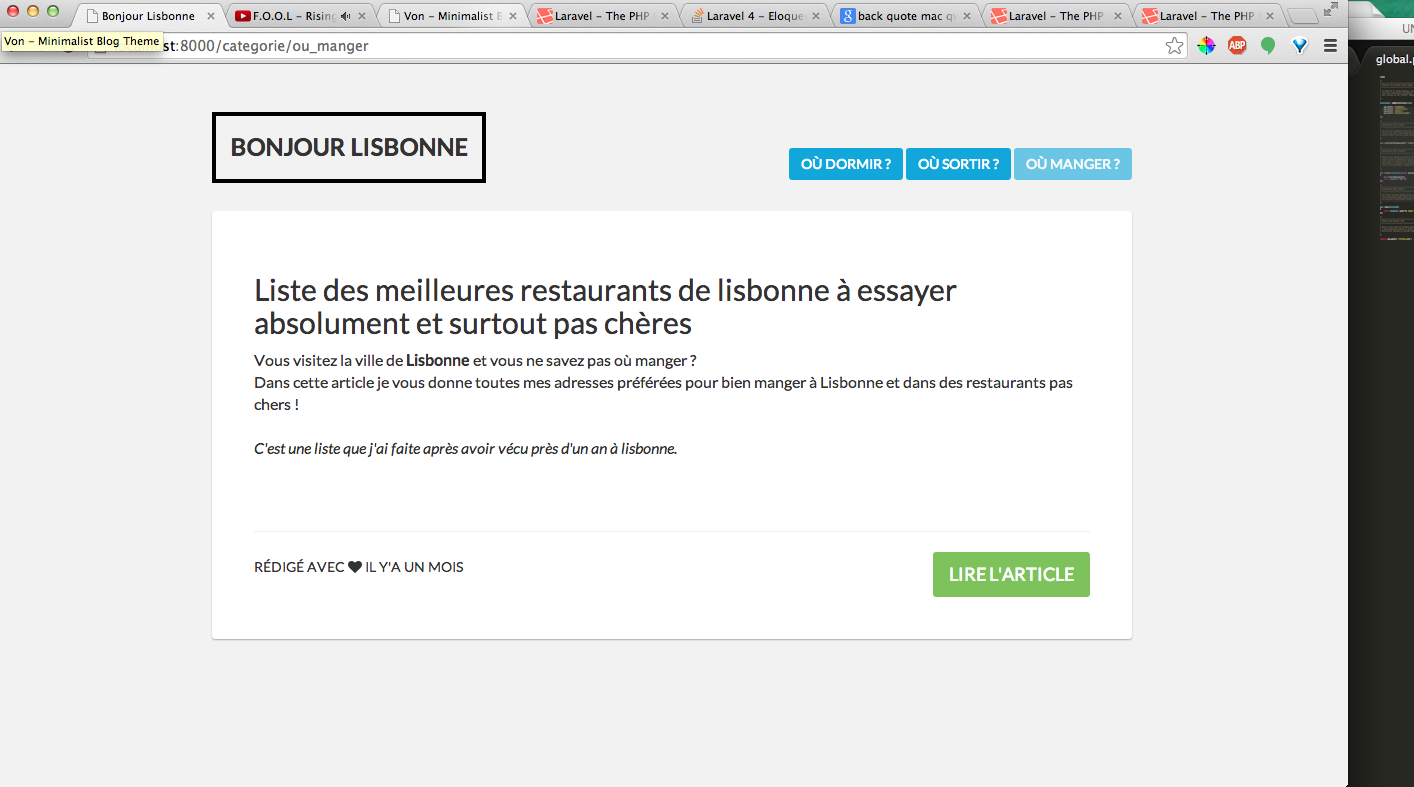 Bonjour Lisbonne
F.O.O.L – Rising
Von – Minimalist B
Laravel – The PHP
Laravel 4 – Eloque
back quote mac qw
Laravel – The PHP
Laravel – The PHP
Von – Minimalist Blog Theme
st:8000/categorie/ou_manger
ABP
UN
global.p
BONJOUR LISBONNE
OÙ DORMIR ?
OÙ SORTIR ?
OÙ MANGER ?
Liste des meilleures restaurants de lisbonne à essayer
absolument et surtout pas chères
Vous visitez la ville de Lisbonne et vous ne savez pas où manger ?
Dans cette article je vous donne toutes mes adresses préférées pour bien manger à Lisbonne et dans des restaurants pas
chers !
C'est une liste que j'ai faite après avoir vécu près d'un an à lisbonne.
RÉDIGÉ AVEC ♥ IL Y'A UN MOIS
LIRE L'ARTICLE